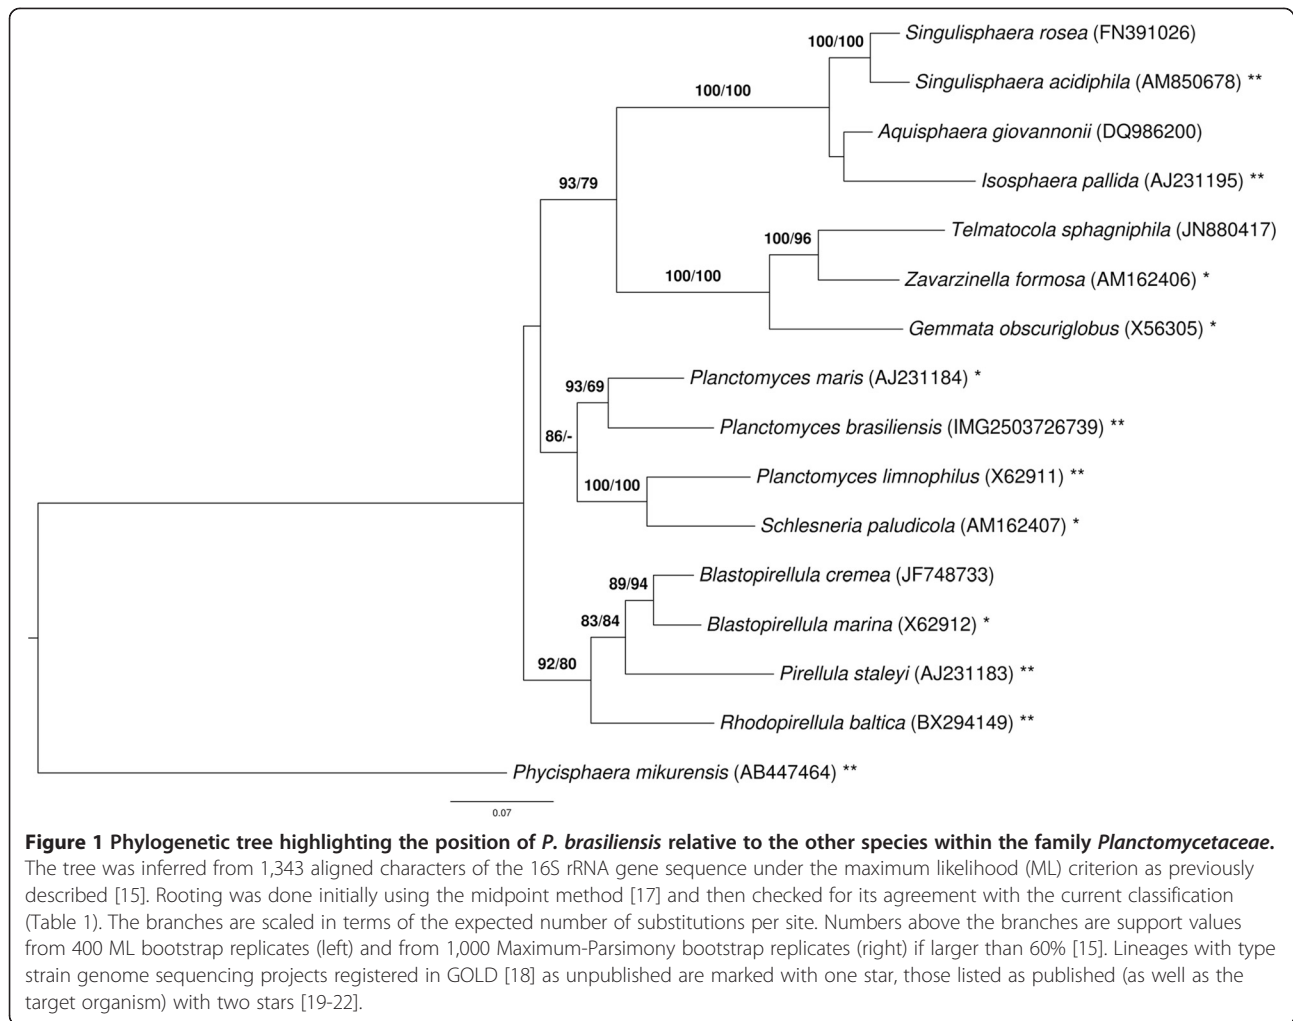 100/100
Singulisphaera rosea (FN391026)
Singulisphaera acidiphila (AM850678) **
100/100
Aquisphaera giovannonii (DQ986200)
Isosphaera pallida (AJ231195) **
93/79
Telmatocola sphagniphila (JN880417)
100/96
Zavarzinella formosa (AM162406) *
100/100
Gemmata obscuriglobus (X56305) *
Planctomyces maris (AJ231184) *
93/69
Planctomyces brasiliensis (IMG2503726739) **
86/-
Planctomyces limnophilus (X62911) **
100/100
Schlesneria paludicola (AM162407) *
Blastopirellula cremea (JF748733)
89/94
Blastopirellula marina (X62912) *
83/84
Pirellula staleyi (AJ231183) **
92/80
Rhodopirellula baltica (BX294149) **
Phycisphaera mikurensis (AB447464) **
0.07
Figure 1 Phylogenetic tree highlighting the position of P. brasiliensis relative to the other species within the family Planctomycetaceae.
The tree was inferred from 1,343 aligned characters of the 16S rRNA gene sequence under the maximum likelihood (ML) criterion as previously
described [15]. Rooting was done initially using the midpoint method [17] and then checked for its agreement with the current classification
(Table 1). The branches are scaled in terms of the expected number of substitutions per site. Numbers above the branches are support values
from 400 ML bootstrap replicates (left) and from 1,000 Maximum-Parsimony bootstrap replicates (right) if larger than 60% [15]. Lineages with type
strain genome sequencing projects registered in GOLD [18] as unpublished are marked with one star, those listed as published (as well as the
target organism) with two stars [19-22].